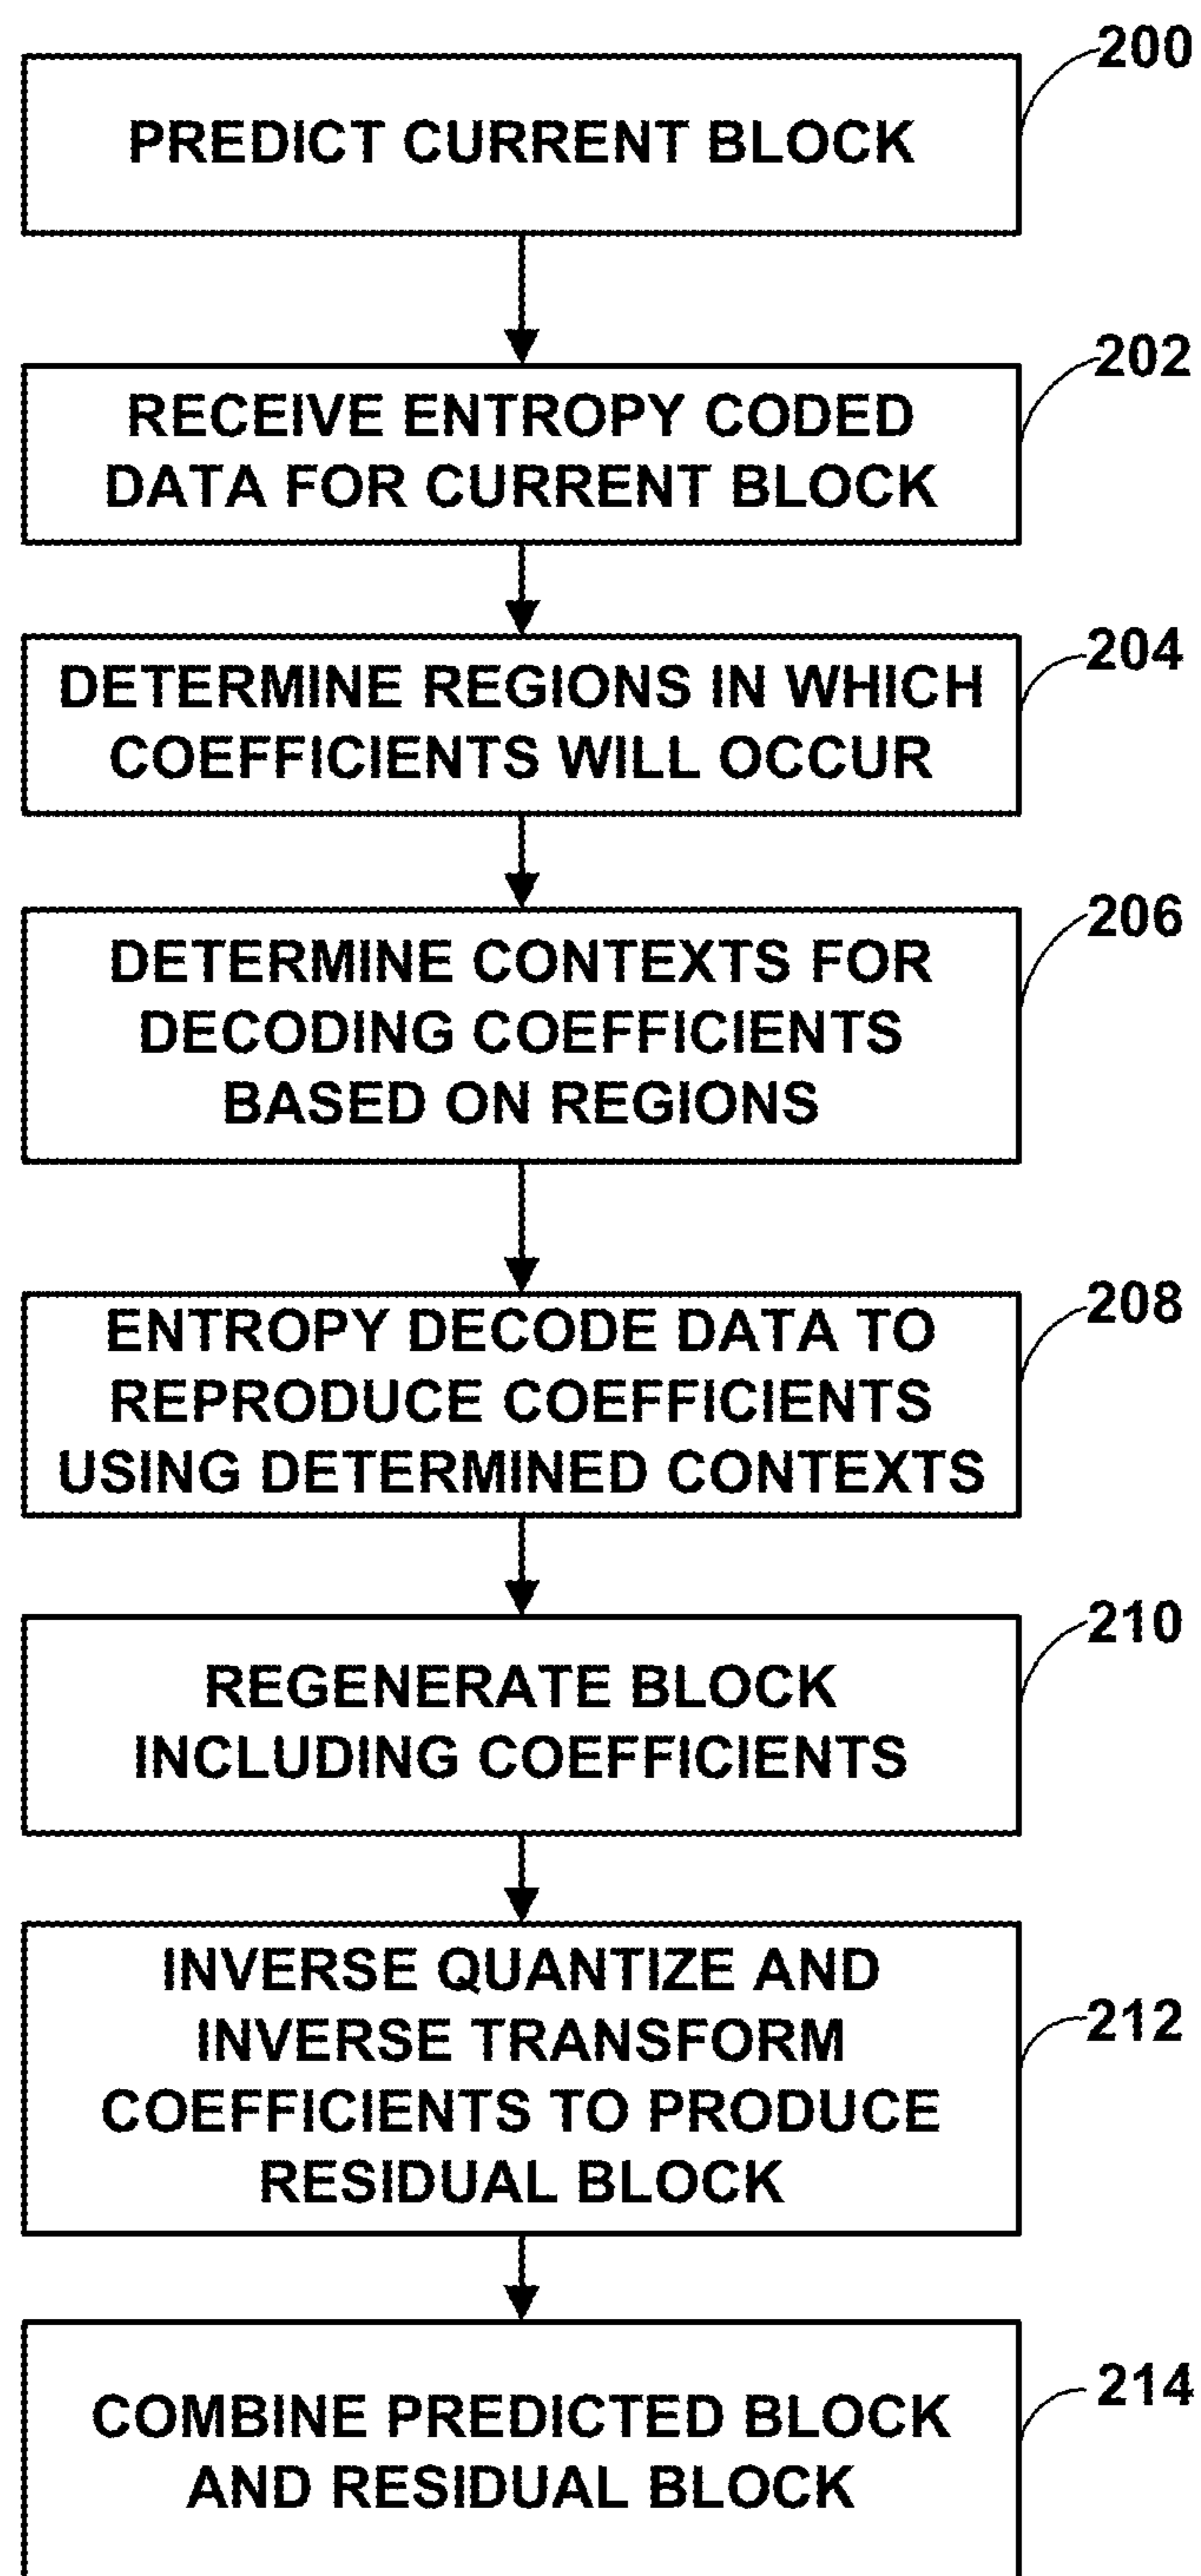 200
PREDICT CURRENT BLOCK
202
RECEIVE ENTROPY CODED
DATA FOR CURRENT BLOCK
204
DETERMINE REGIONS IN WHICH
COEFFICIENTS WILL OCCUR
206
DETERMINE CONTEXTS FOR
DECODING COEFFICIENTS
BASED ON REGIONS
208
ENTROPY DECODE DATA TO
REPRODUCE COEFFICIENTS
USING DETERMINED CONTEXTS
210
REGENERATE BLOCK
INCLUDING COEFFICIENTS
212
INVERSE QUANTIZE AND
INVERSE TRANSFORM
COEFFICIENTS TO PRODUCE
RESIDUAL BLOCK
214
COMBINE PREDICTED BLOCK
AND RESIDUAL BLOCK